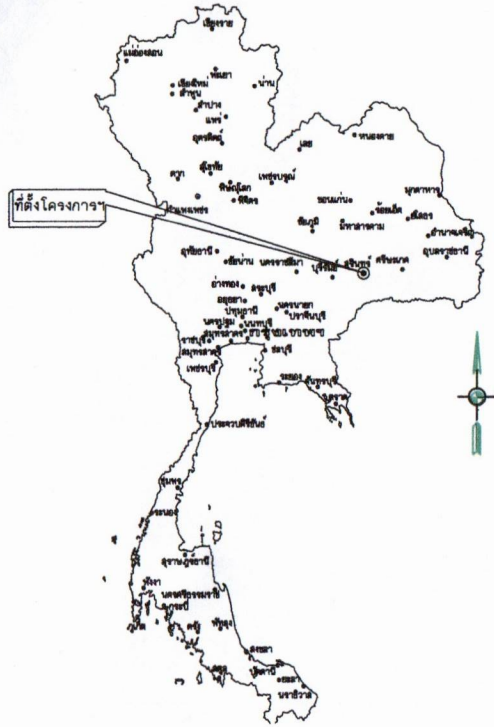 เชียงราย
แม่ฮ่องสอน
พะเยา
เชียงใหม่
น่าน
ลำพูน
ลำปาง
แพร่
อุตรดิตถ์
เลย
หนองคาย
สุโขทัย
ตาก
พิษณุโลก
เพชรบูรณ์
กำแพงเพชร
พิจิตร
ขอนแก่น
มุกดาหาร
ร้อยเอ็ด
ยโสธร
ที่ตั้งโครงการฯ
ชัยภูมิ
มหาสารคาม
อำนาจเจริญ
อุบลราชธานี
อุทัยธานี
นครราชสีมา
บุรีรัมย์
สุรินทร์
ศรีษะเกษ
อ่างทอง
สระบุรี
อยุธยา
นครนายก
ปทุมธานี
ปราจีนบุรี
นครปฐม
นนทบุรี
ราชบุรี
สมุทรสาคร
ชลบุรี
เพชรบุรี
ระยอง
จันทบุรี
ตราด
ประจวบคีรีขันธ์
ชุมพร
ระนอง
สุราษฎร์ธานี
พังงา
นครศรีธรรมราช
กระบี่
ภูเก็ต
ตรัง
พัทลุง
สงขลา
สตูล
ปัตตานี
ยะลา
นราธิวาส